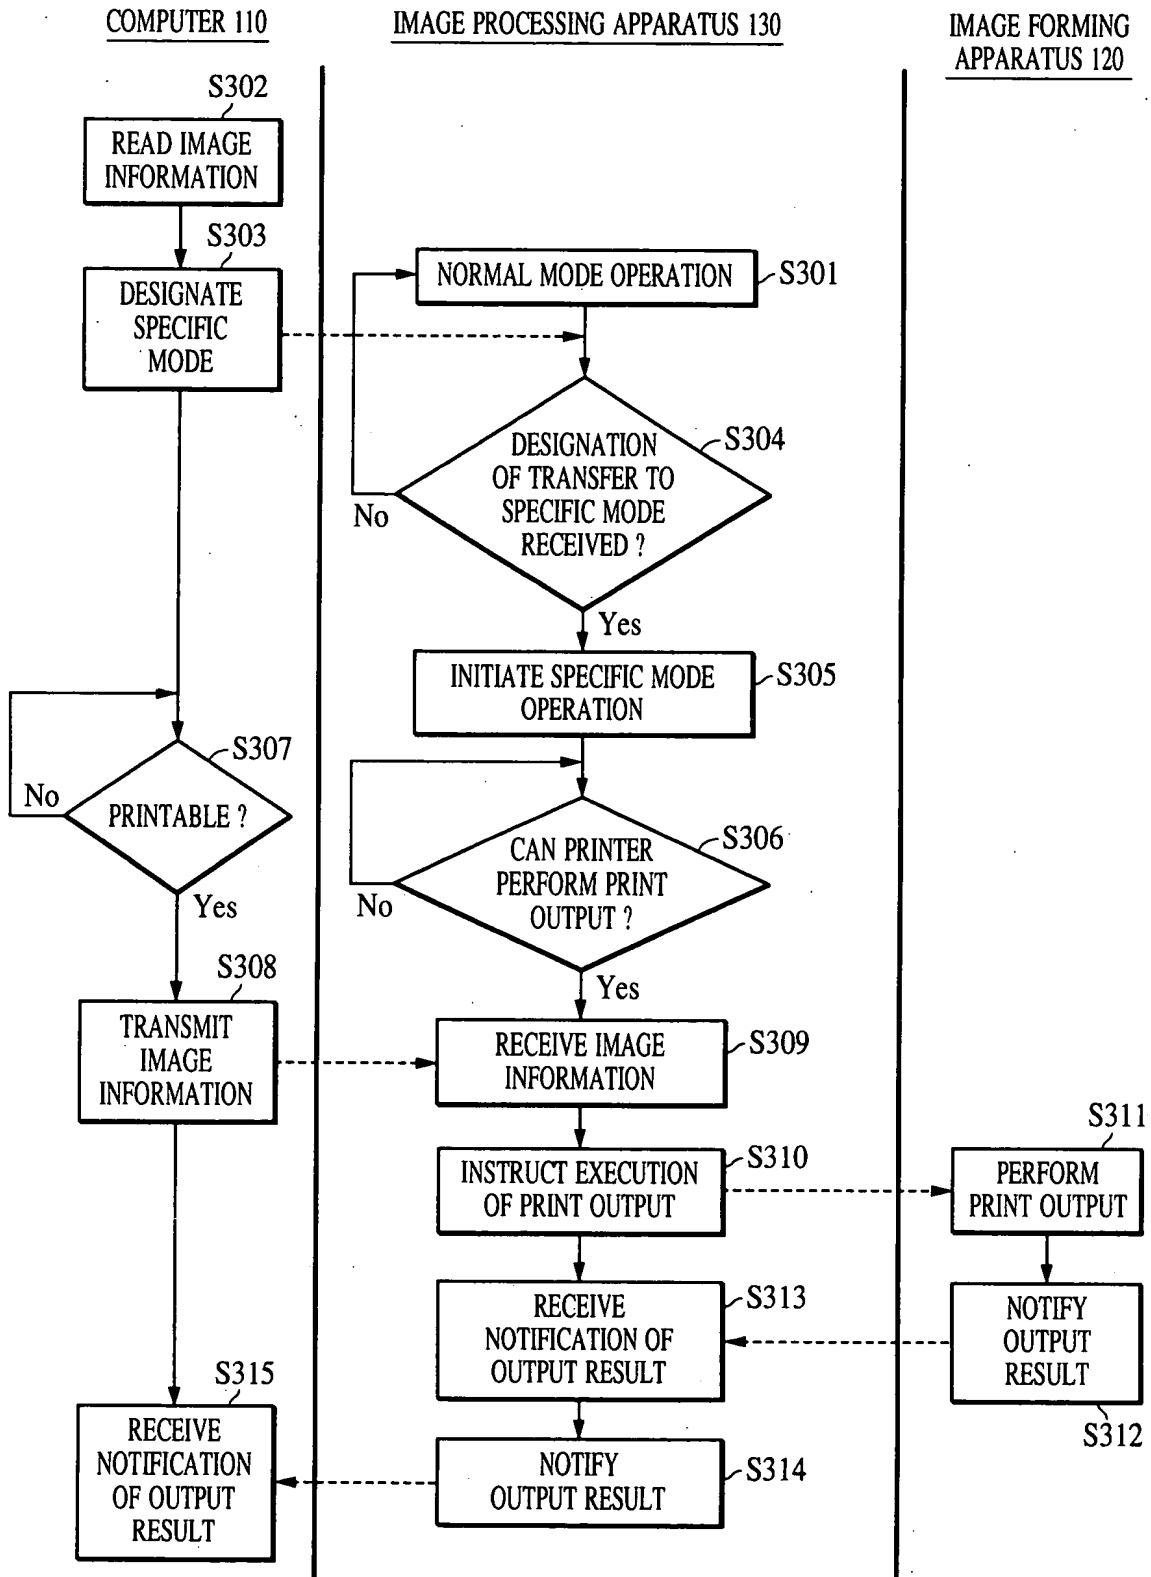 COMPUTER 110
IMAGE PROCESSING APPARATUS 130
IMAGE FORMING
APPARATUS 120
S302
READ IMAGE
INFORMATION
S303
DESIGNATE
SPECIFIC
MODE
NORMAL MODE OPERATION
S301
DESIGNATION
OF TRANSFER TO
SPECIFIC MODE
RECEIVED ?
S304
No
Yes
INITIATE SPECIFIC MODE
OPERATION
S305
S307
PRINTABLE ?
No
Yes
CAN PRINTER
PERFORM PRINT
OUTPUT ?
S306
No
Yes
S308
TRANSMIT
IMAGE
INFORMATION
RECEIVE IMAGE
INFORMATION
S309
INSTRUCT EXECUTION
OF PRINT OUTPUT
S310
S311
PERFORM
PRINT OUTPUT
NOTIFY
OUTPUT
RESULT
S312
RECEIVE
NOTIFICATION OF
OUTPUT RESULT
S313
NOTIFY
OUTPUT RESULT
S314
S315
RECEIVE
NOTIFICATION
OF OUTPUT
RESULT